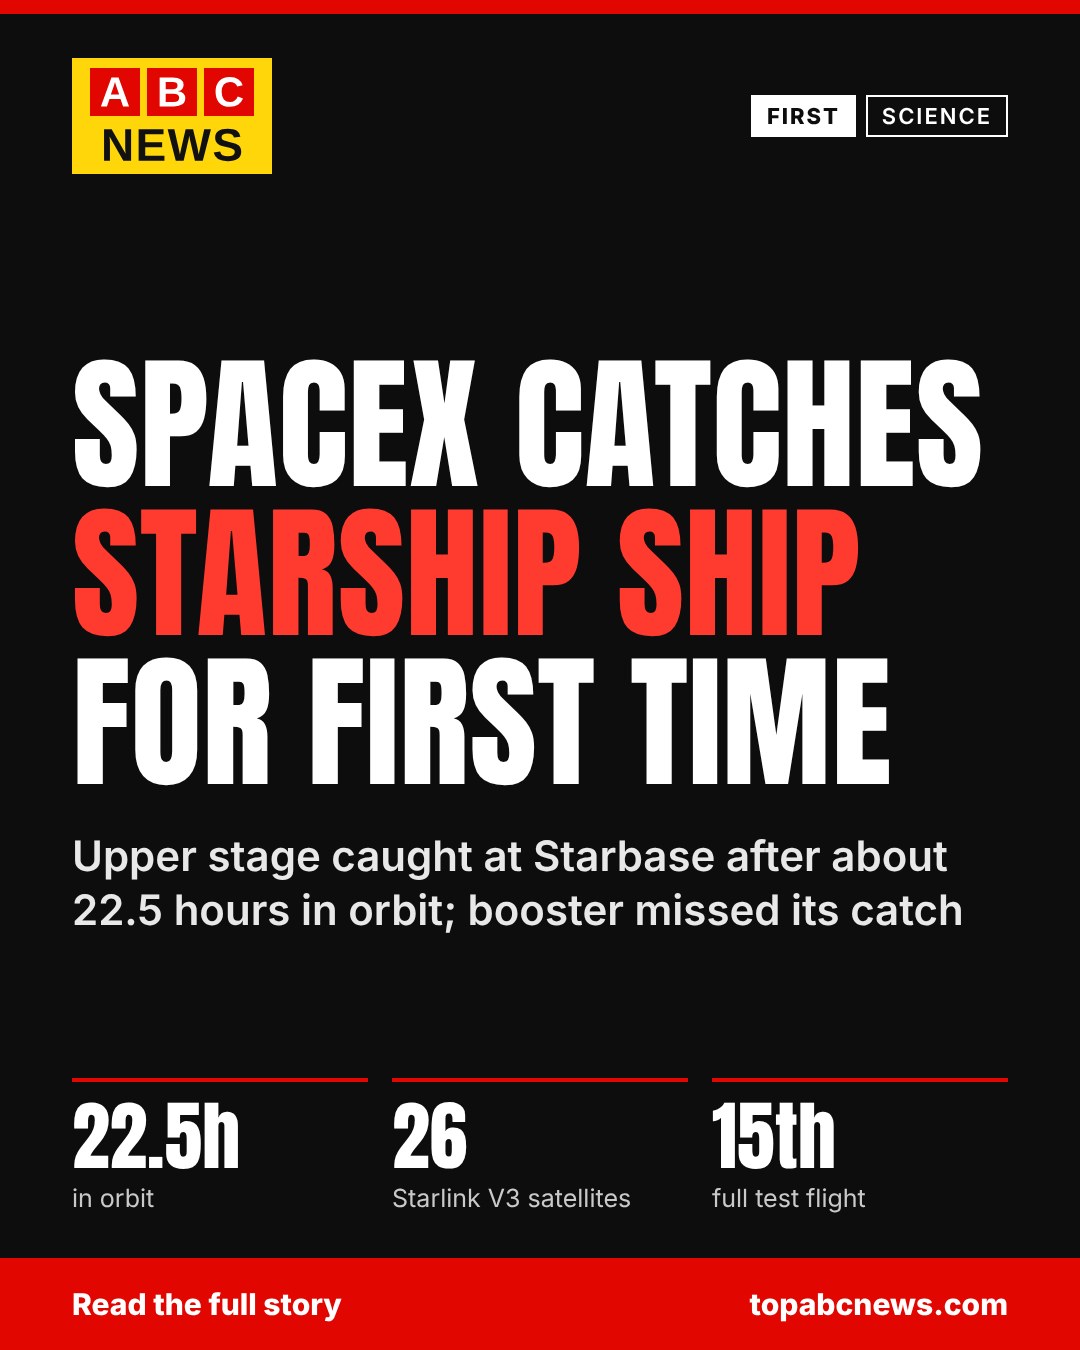 ABC
NEWS
FIRST
SCIENCE
SPACEX CATCHES
STARSHIP SHIP
FOR FIRST TIME
Upper stage caught at Starbase after about
22.5 hours in orbit; booster missed its catch
22.5h
in orbit
26
Starlink V3 satellites
15th
full test flight
Read the full story
topabcnews.com